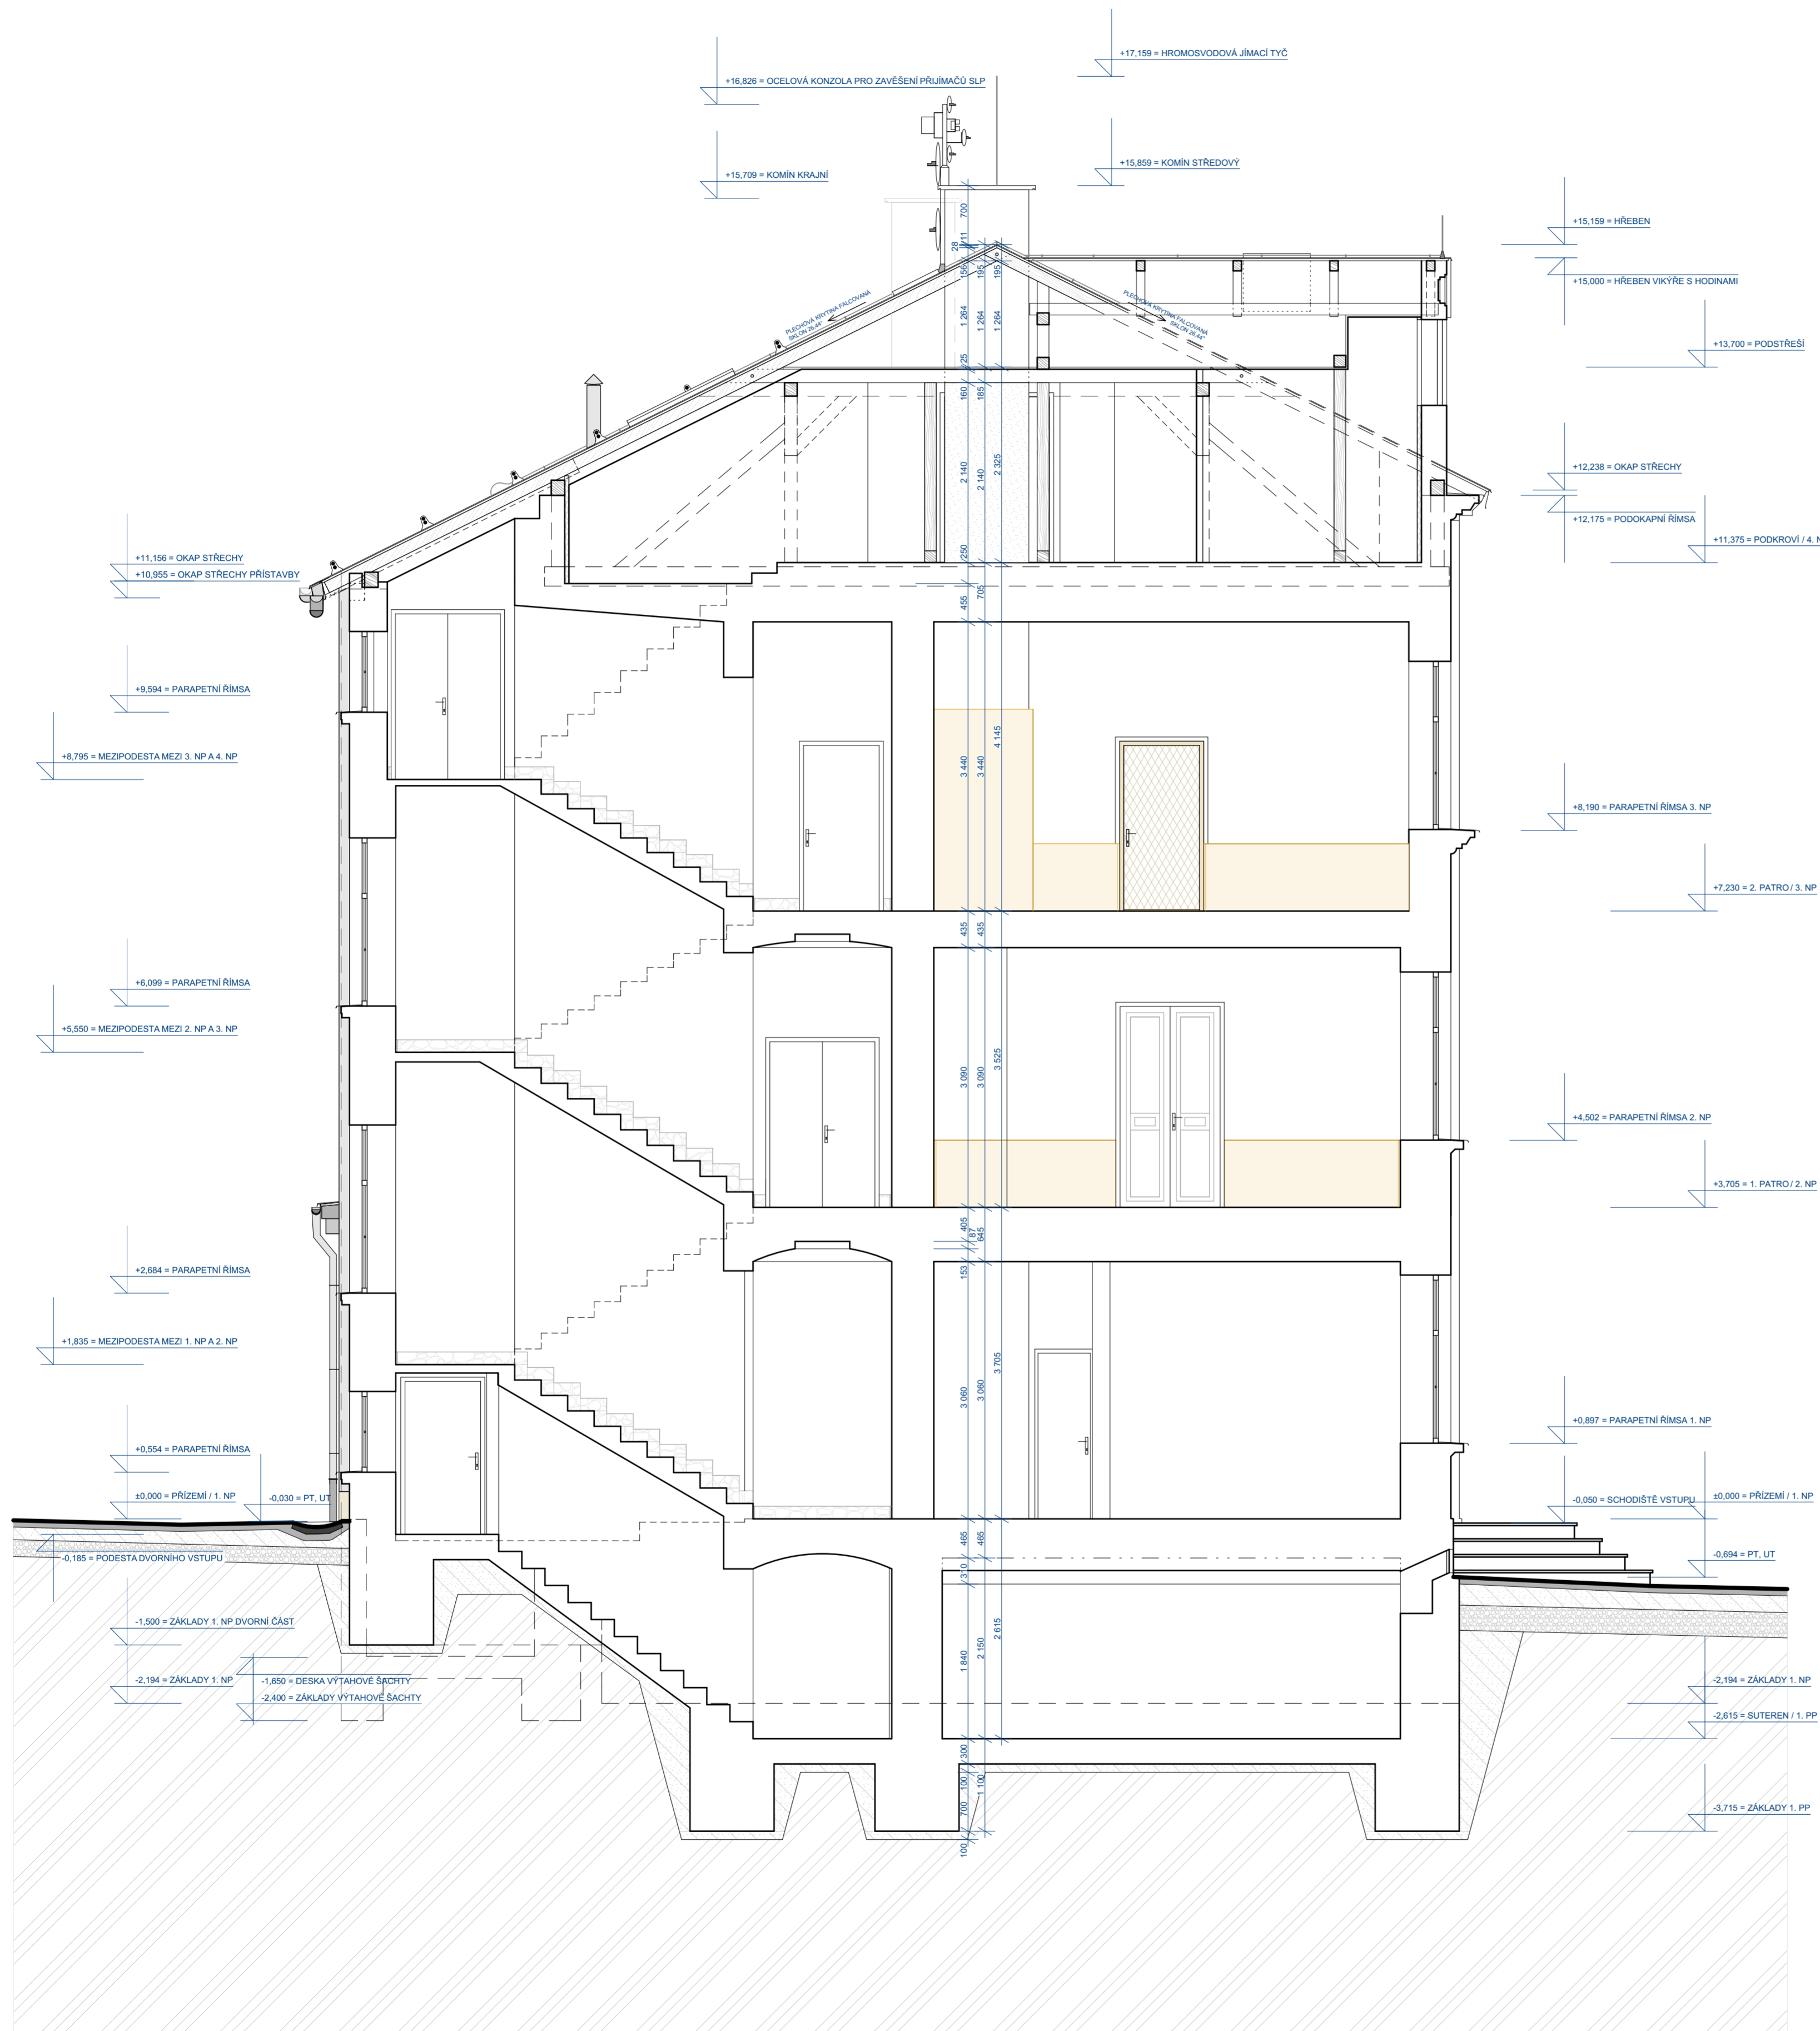 +17,159 = HROMOSVODOVÁ JÍMACÍ TYČ
+16,826 = OCELOVÁ KONZOLA PRO ZAVĚŠENÍ PŘIJÍMAČŮ SLP
+15,859 = KOMÍN STŘEDOVÝ
+15,709 = KOMÍN KRAJNÍ
+15,159 = HŘEBEN
+15,000 = HŘEBEN VIKÝŘE S HODINAMI
PLECHOVÁ KRYTINA FALCOVANÁ
SKLON 26,44°
PLECHOVÁ KRYTINA FALCOVANÁ
SKLON 26,44°
+13,700 = PODSTŘEŠÍ
+12,238 = OKAP STŘECHY
+12,175 = PODOKAPNÍ ŘÍMSA
+11,375 = PODKROVÍ / 4. N
+11,156 = OKAP STŘECHY
+10,955 = OKAP STŘECHY PŘÍSTAVBY
+9,594 = PARAPETNÍ ŘÍMSA
+8,795 = MEZIPODESTA MEZI 3. NP A 4. NP
+8,190 = PARAPETNÍ ŘÍMSA 3. NP
+7,230 = 2. PATRO / 3. NP
+6,099 = PARAPETNÍ ŘÍMSA
+5,550 = MEZIPODESTA MEZI 2. NP A 3. NP
+4,502 = PARAPETNÍ ŘÍMSA 2. NP
+3,705 = 1. PATRO / 2. NP
+2,684 = PARAPETNÍ ŘÍMSA
+1,835 = MEZIPODESTA MEZI 1. NP A 2. NP
+0,897 = PARAPETNÍ ŘÍMSA 1. NP
+0,554 = PARAPETNÍ ŘÍMSA
±0,000 = PŘÍZEMÍ / 1. NP
-0,030 = PT, UT
-0,050 = SCHODIŠTĚ VSTUPU
±0,000 = PŘÍZEMÍ / 1. NP
-0,185 = PODESTA DVORNÍHO VSTUPU
-0,694 = PT, UT
-1,500 = ZÁKLADY 1. NP DVORNÍ ČÁST
-2,194 = ZÁKLADY 1. NP
-1,650 = DESKA VÝTAHOVÉ ŠACHTY
-2,400 = ZÁKLADY VÝTAHOVÉ ŠACHTY
-2,194 = ZÁKLADY 1. NP
-2,615 = SUTEREN / 1. PP
-3,715 = ZÁKLADY 1. PP
700
11
28
156
195
195
1 264
1 264
1 264
25
160
185
2 140
2 140
2 325
250
455
705
3 440
3 440
4 145
435
435
3 090
3 090
3 525
405
87
645
153
3 060
3 060
3 705
465
465
310
1 840
2 150
2 615
300
100
1 100
700
100